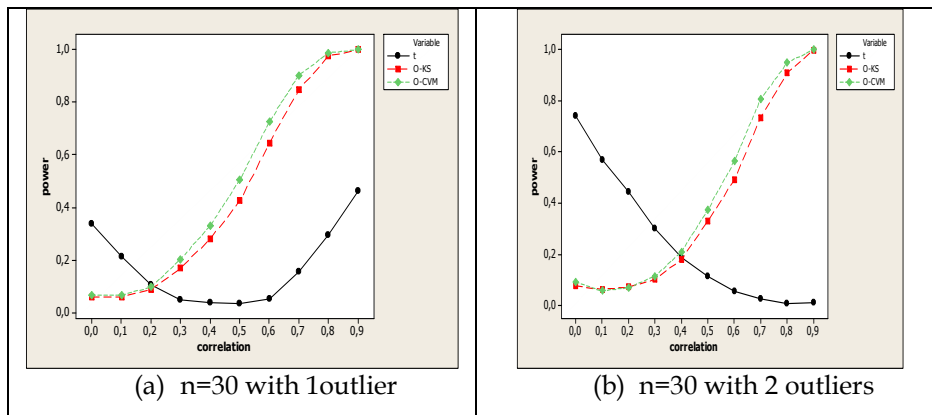 Variable
t
O-KS
O-CVM
1,0
0,8
0,6
0,4
0,2
0,0
power
0,0 0,1 0,2 0,3 0,4 0,5 0,6 0,7 0,8 0,9
correlation
(a) n=30 with 1outlier
Variable
t
O-KS
O-CVM
1,0
0,8
0,6
0,4
0,2
0,0
power
0,0 0,1 0,2 0,3 0,4 0,5 0,6 0,7 0,8 0,9
correlation
(b) n=30 with 2 outliers